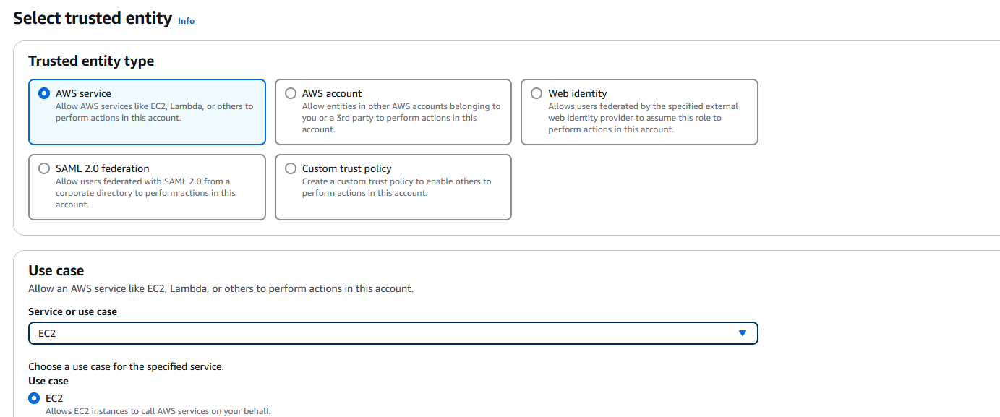 Select trusted entity Info
Trusted entity type
AWS service
Allow AWS services like EC2, Lambda, or others to
perform actions in this account.
AWS account
Allow entities in other AWS accounts belonging to
you or a 3rd party to perform actions in this
account.
Web identity
Allows users federated by the specified external
web identity provider to assume this role to
perform actions in this account.
SAML 2.0 federation
Allow users federated with SAML 2.0 from a
corporate directory to perform actions in this
account.
Custom trust policy
Create a custom trust policy to enable others to
perform actions in this account.
Use case
Allow an AWS service like EC2, Lambda, or others to perform actions in this account.
Service or use case
EC2
Choose a use case for the specified service.
Use case
EC2
Allows EC2 instances to call AWS services on your behalf.